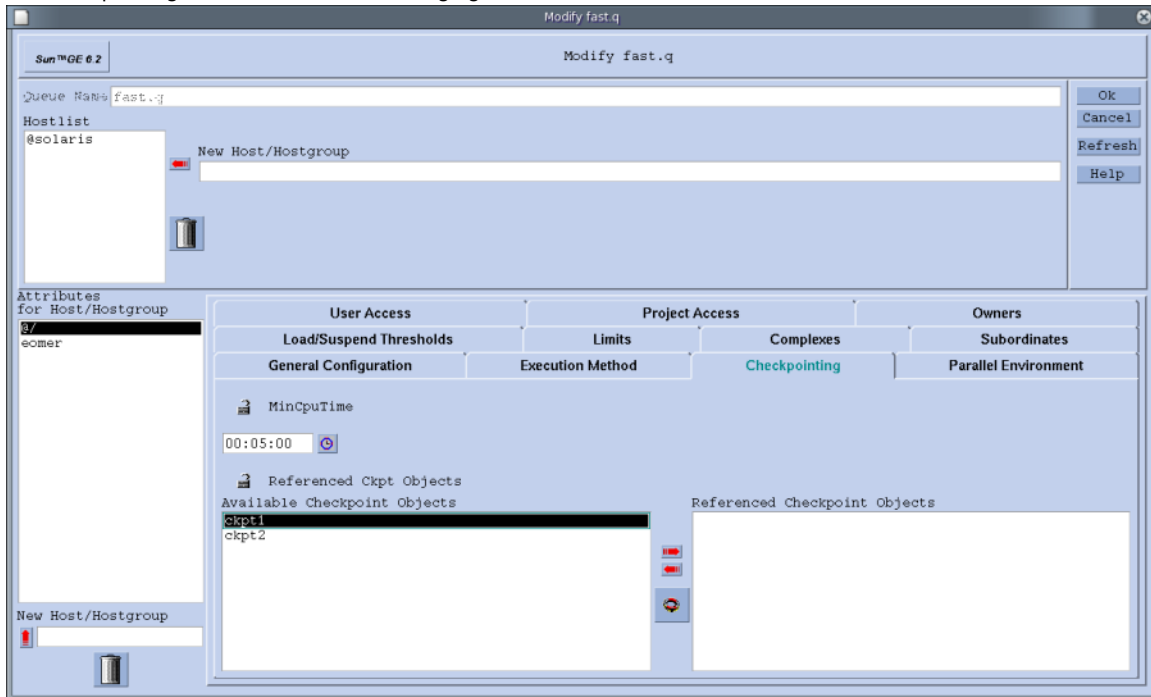 Modify fast.q
Sun™GE 6.2
Modify fast.q
Queue Name fast.q
Ok
Hostlist
Cancel
@solaris
New Host/Hostgroup
Refresh
Help
Attributes
for Host/Hostgroup
@/
eomer
User Access
Project Access
Owners
Load/Suspend Thresholds
Limits
Complexes
Subordinates
General Configuration
Execution Method
Checkpointing
Parallel Environment
MinCpuTime
00:05:00
Referenced Ckpt Objects
Available Checkpoint Objects
Referenced Checkpoint Objects
ckpt1
ckpt2
New Host/Hostgroup